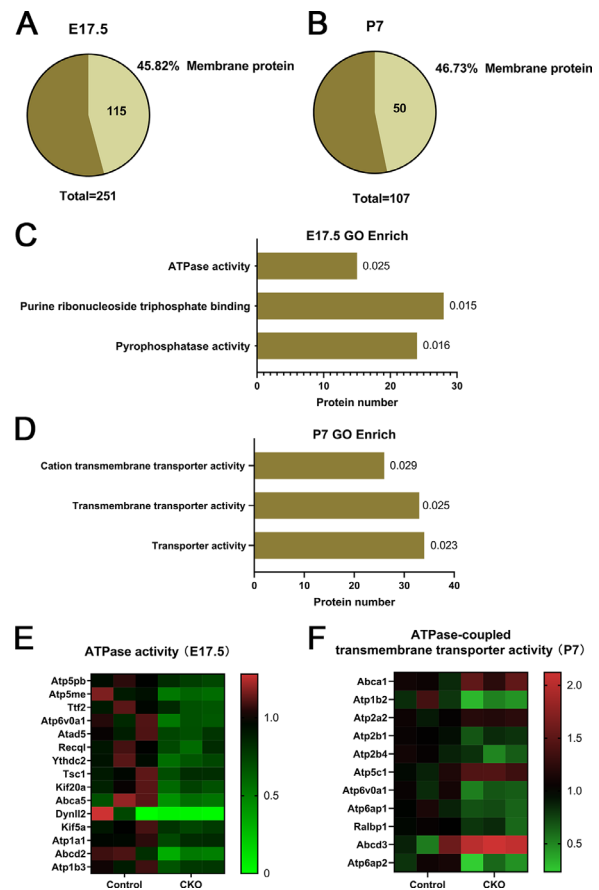 A
E17.5
45.82% Membrane protein
115
Total=251
B
P7
46.73% Membrane protein
50
Total=107
C
E17.5 GO Enrich
ATPase activity
0.025
Purine ribonucleoside triphosphate binding
0.015
Pyrophosphatase activity
0.016
0 10 20 30
Protein number
D
P7 GO Enrich
Cation transmembrane transporter activity
0.029
Transmembrane transporter activity
0.025
Transporter activity
0.023
0 10 20 30 40
Protein number
E
ATPase activity (E17.5)
Atp5pb
Atp5me
Ttf2
Atp6v0a1
Atad5
Recql
Ythdc2
Tsc1
Kif20a
Abca5
Dynll2
Kif5a
Atp1a1
Abcd2
Atp1b3
Control CKO
1.0
0.5
0
F
ATPase-coupled
transmembrane transporter activity (P7)
Abca1
Atp1b2
Atp2a2
Atp2b1
Atp2b4
Atp5c1
Atp6v0a1
Atp6ap1
Ralbp1
Abcd3
Atp6ap2
Control CKO
2.0
1.5
1.0
0.5